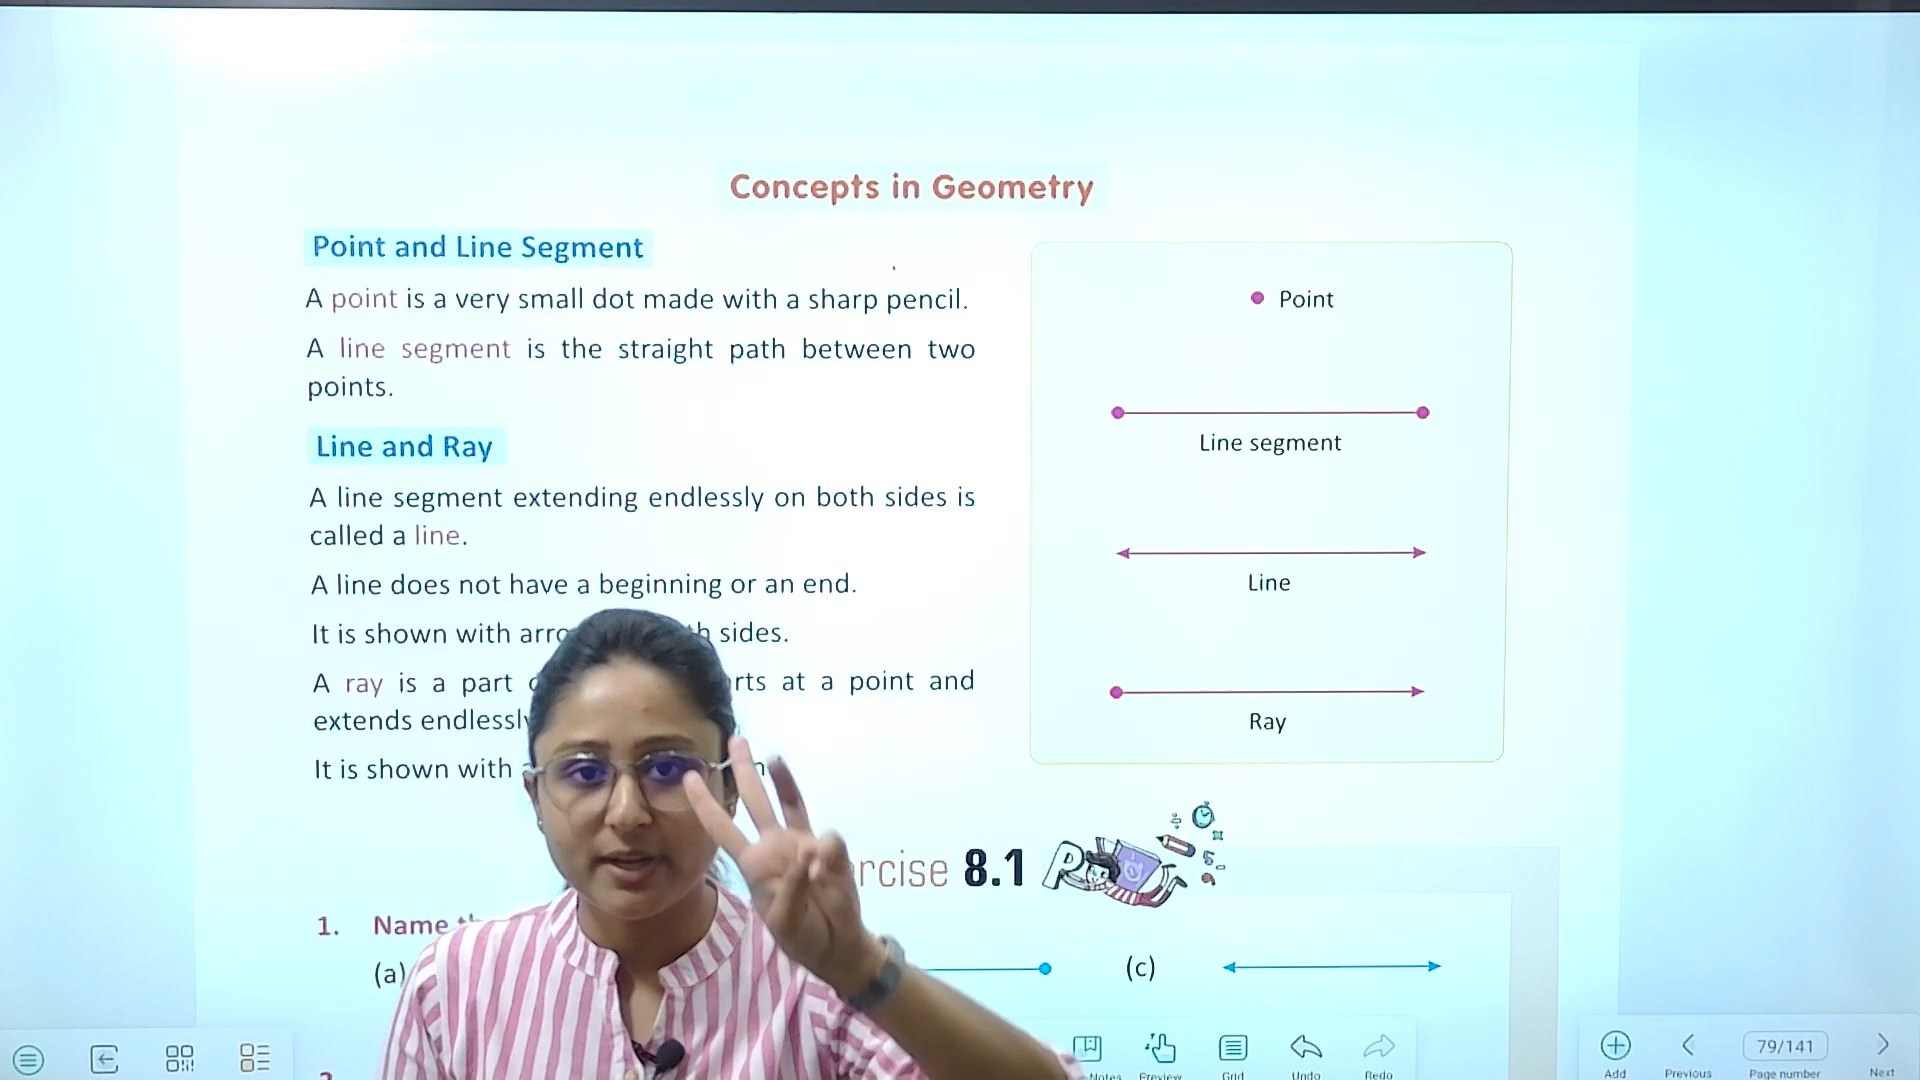 Concepts in Geometry
Point and Line Segment
A point is a very small dot made with a sharp pencil.
A line segment is the straight path between two
points.
Line and Ray
A line segment extending endlessly on both sides is
called a line.
A line does not have a beginning or an end.
It is shown with sides.
A ray is a part at a point and
extends endlessly
It is shown with
Point
Line segment
Line
Ray
8.1
1. Name
(a)
(c)
Notes Preview Grid Undo Redo
Add Previous 79/141 Page number Next